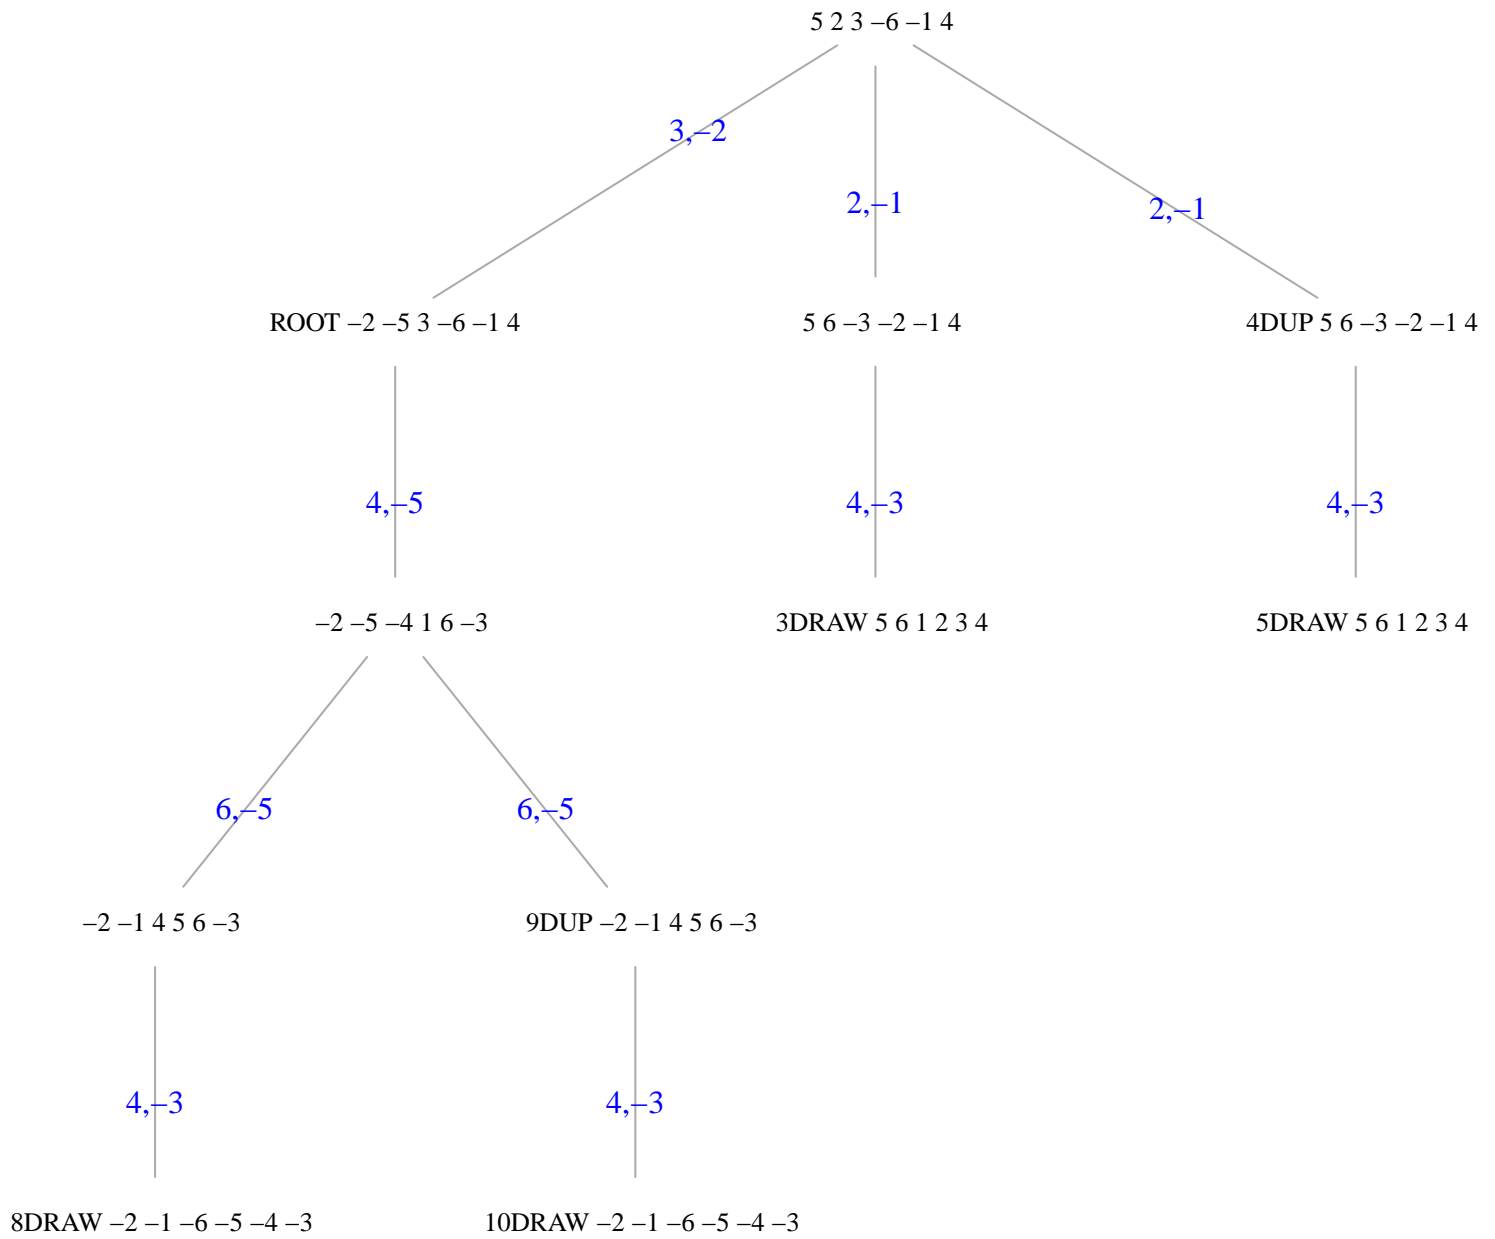 5 2 3 –6 –1 4
3,–2
2,–1
2,–1
ROOT –2 –5 3 –6 –1 4
5 6 –3 –2 –1 4
4DUP 5 6 –3 –2 –1 4
4,–5
4,–3
4,–3
–2 –5 –4 1 6 –3
3DRAW 5 6 1 2 3 4
5DRAW 5 6 1 2 3 4
6,–5
6,–5
–2 –1 4 5 6 –3
9DUP –2 –1 4 5 6 –3
4,–3
4,–3
8DRAW –2 –1 –6 –5 –4 –3
10DRAW –2 –1 –6 –5 –4 –3